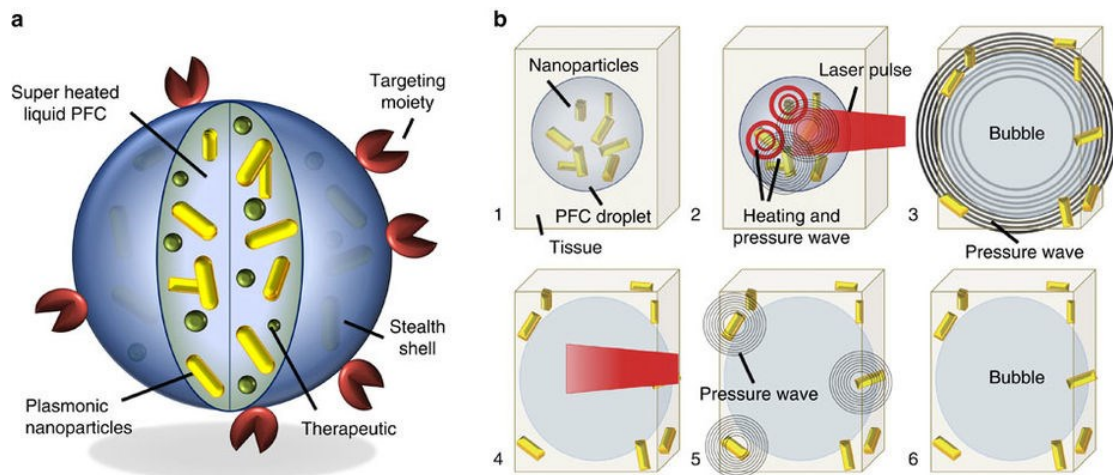 a
Super heated
liquid PFC
Targeting
moiety
Stealth
shell
Plasmonic
nanoparticles
Therapeutic
b
Nanoparticles
PFC droplet
1
Tissue
Laser pulse
2
Heating and
pressure wave
Bubble
3
Pressure wave
4
Pressure wave
5
Bubble
6